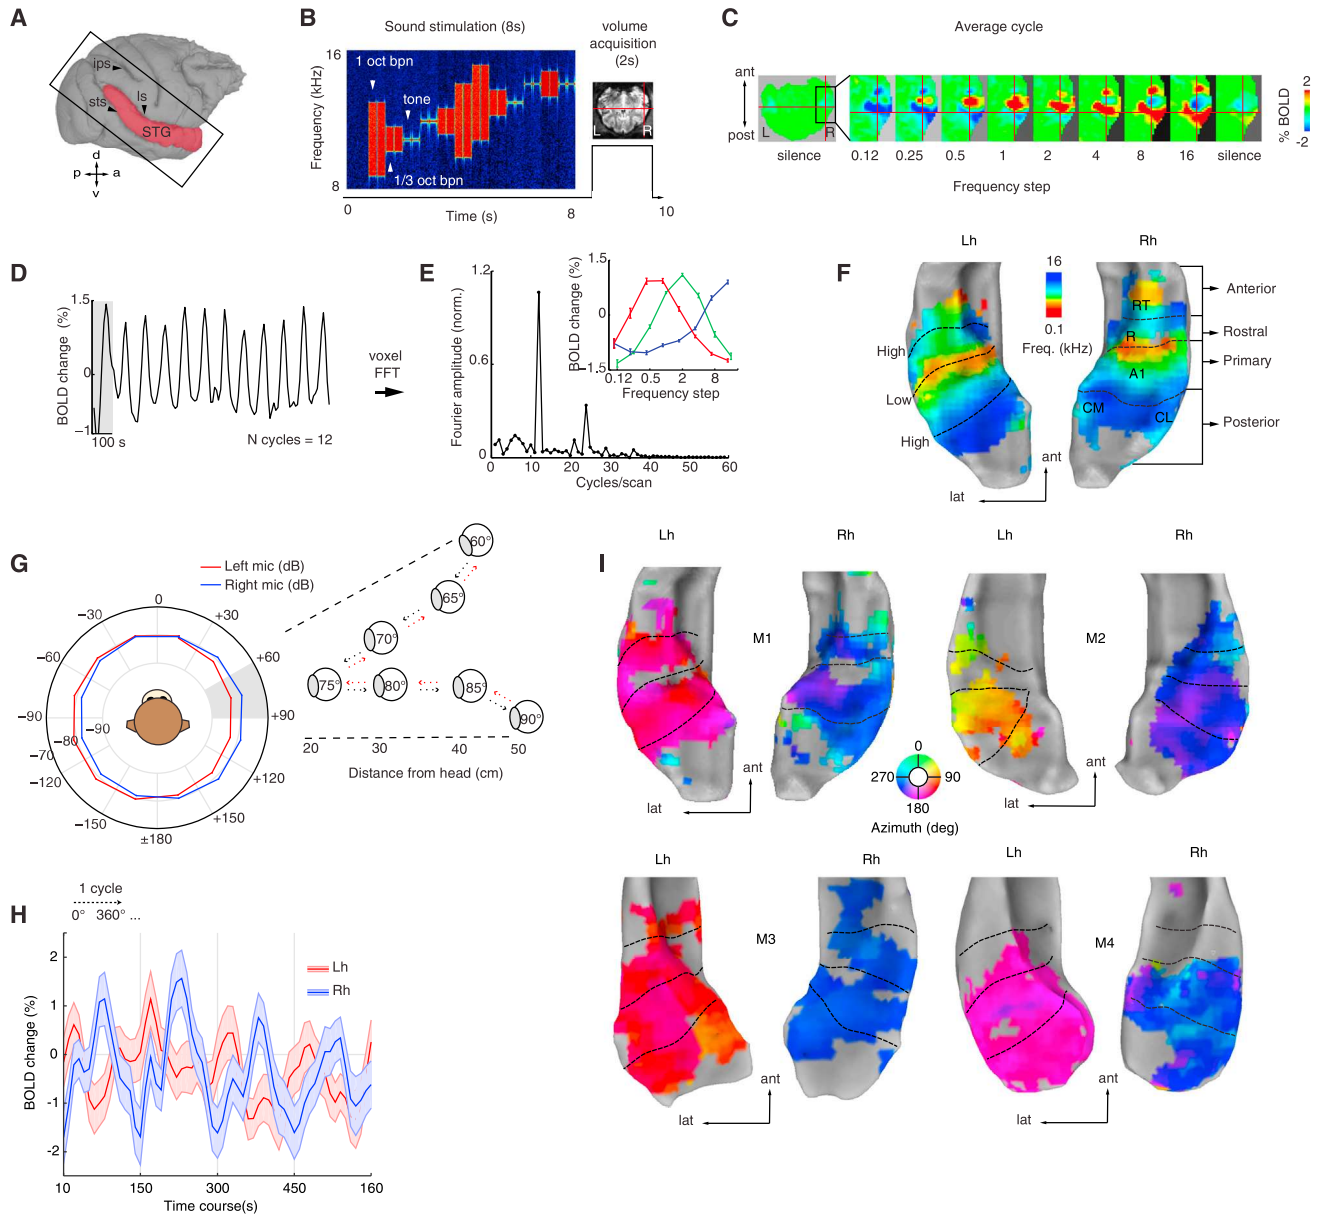 A
ips
sts
ls
STG
d
p
a
v
B
Sound stimulation (8s)
volume
acquisition
(2s)
16
Frequency (kHz)
8
1 oct bpn
tone
1/3 oct bpn
L
R
0
Time (s)
8
10
C
Average cycle
ant
post
L
R
silence
0.12
0.25
0.5
1
2
4
8
16
silence
Frequency step
2
% BOLD
-2
D
1.5
BOLD change (%)
0
−1
100 s
N cycles = 12
voxel
FFT
E
1.2
Fourier amplitude (norm.)
0.6
0
0
10
20
30
40
50
60
Cycles/scan
1.5
BOLD change (%)
0
−1.5
0.12
0.5
2
8
Frequency step
F
Lh
Rh
16
0.1
Freq. (kHz)
High
Low
High
RT
R
A1
CM
CL
Anterior
Rostral
Primary
Posterior
ant
lat
G
Left mic (dB)
Right mic (dB)
0
−30
+30
−60
+60
−90
+90
−90
−80
−70
−120
+120
−150
+150
±180
60°
65°
70°
75°
80°
85°
90°
20
30
40
50
Distance from head (cm)
H
1 cycle
0°
360° ...
Lh
Rh
2
1
0
-1
-2
BOLD change (%)
10
150
300
450
160
Time course(s)
I
Lh
Rh
M1
Lh
Rh
M2
ant
lat
0
270
90
180
Azimuth (deg)
ant
lat
Lh
Rh
M3
Lh
Rh
M4
ant
lat
ant
lat